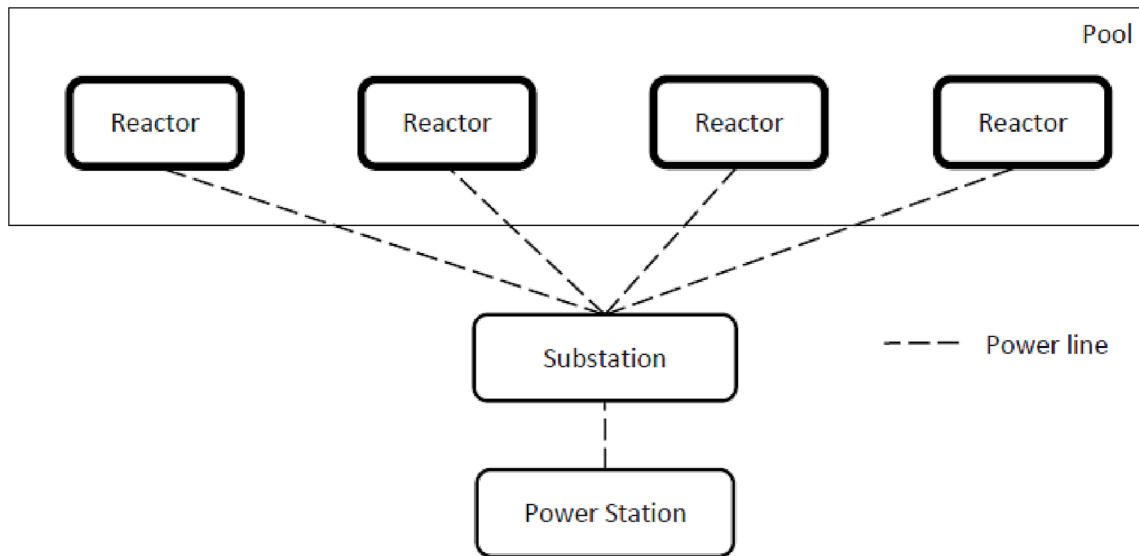 Pool
Reactor
Reactor
Reactor
Reactor
Substation
Power line
Power Station